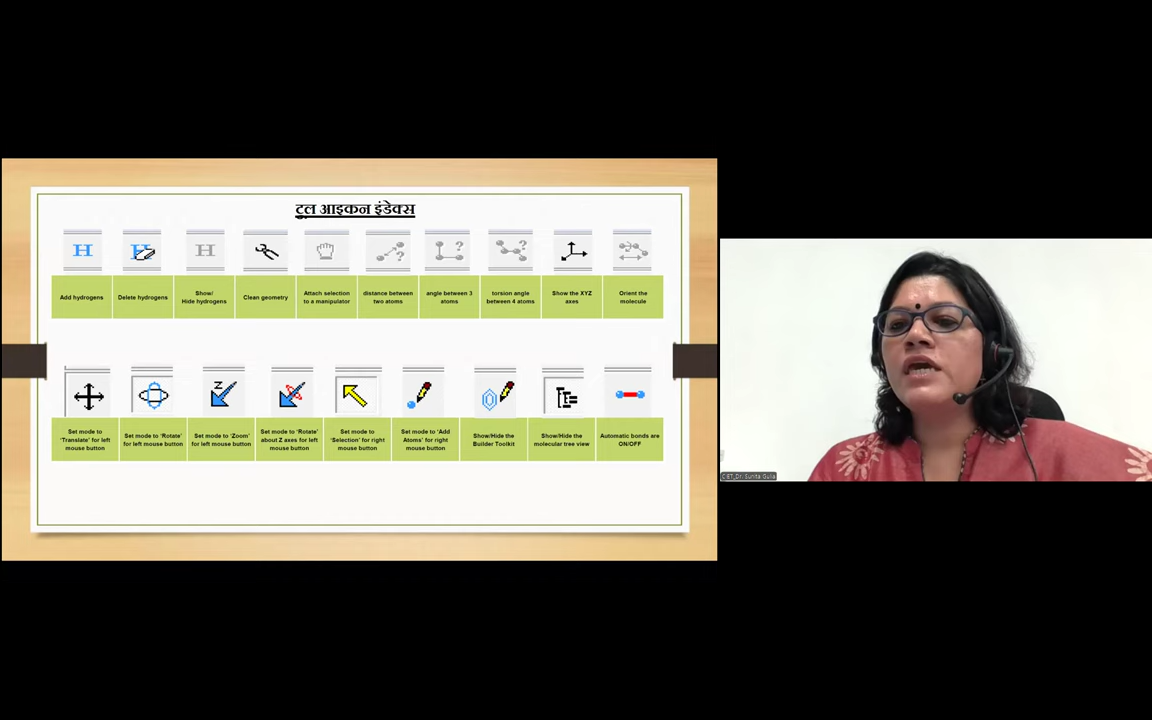 टूल आइकन इंडेक्स
H
H
H
?
?
?
Add hydrogens
Delete hydrogens
Show/
Hide hydrogens
Clean geometry
Attach selection
to a manipulator
distance between
two atoms
angle between 3
atoms
torsion angle
between 4 atoms
Show the XYZ
axes
Orient the
molecule
Z
Set mode to
'Translate' for left
mouse button
Set mode to 'Rotate'
for left mouse button
Set mode to 'Zoom'
for left mouse button
Set mode to 'Rotate'
about Z axes for left
mouse button
Set mode to
'Selection' for right
mouse button
Set mode to 'Add
Atoms' for right
mouse button
Show/Hide the
Builder Toolkit
Show/Hide the
molecular tree view
Automatic bonds are
ON/OFF
CIET_Dr. Sunita Gulia